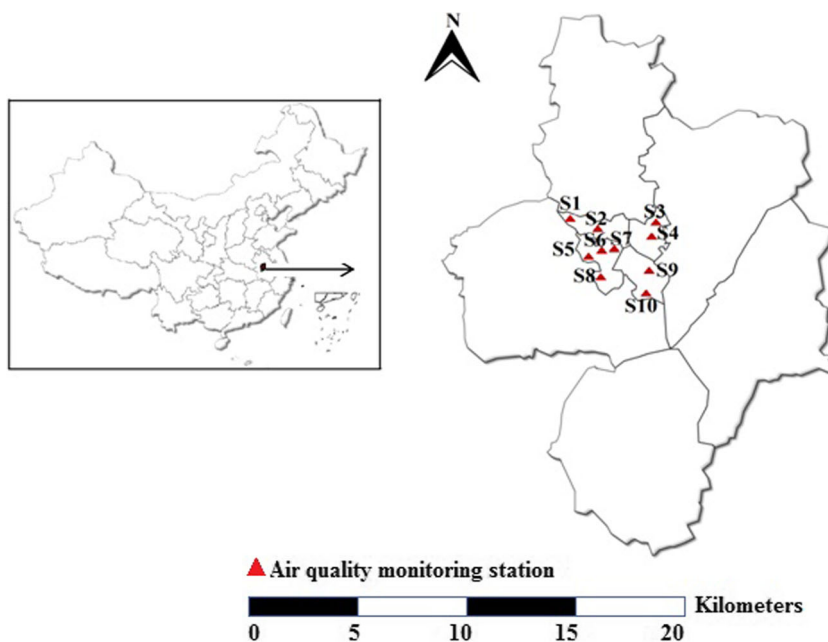 N
S1
S2
S3
S4
S5
S6
S7
S8
S9
S10
Air quality monitoring station
Kilometers
0 5 10 15 20